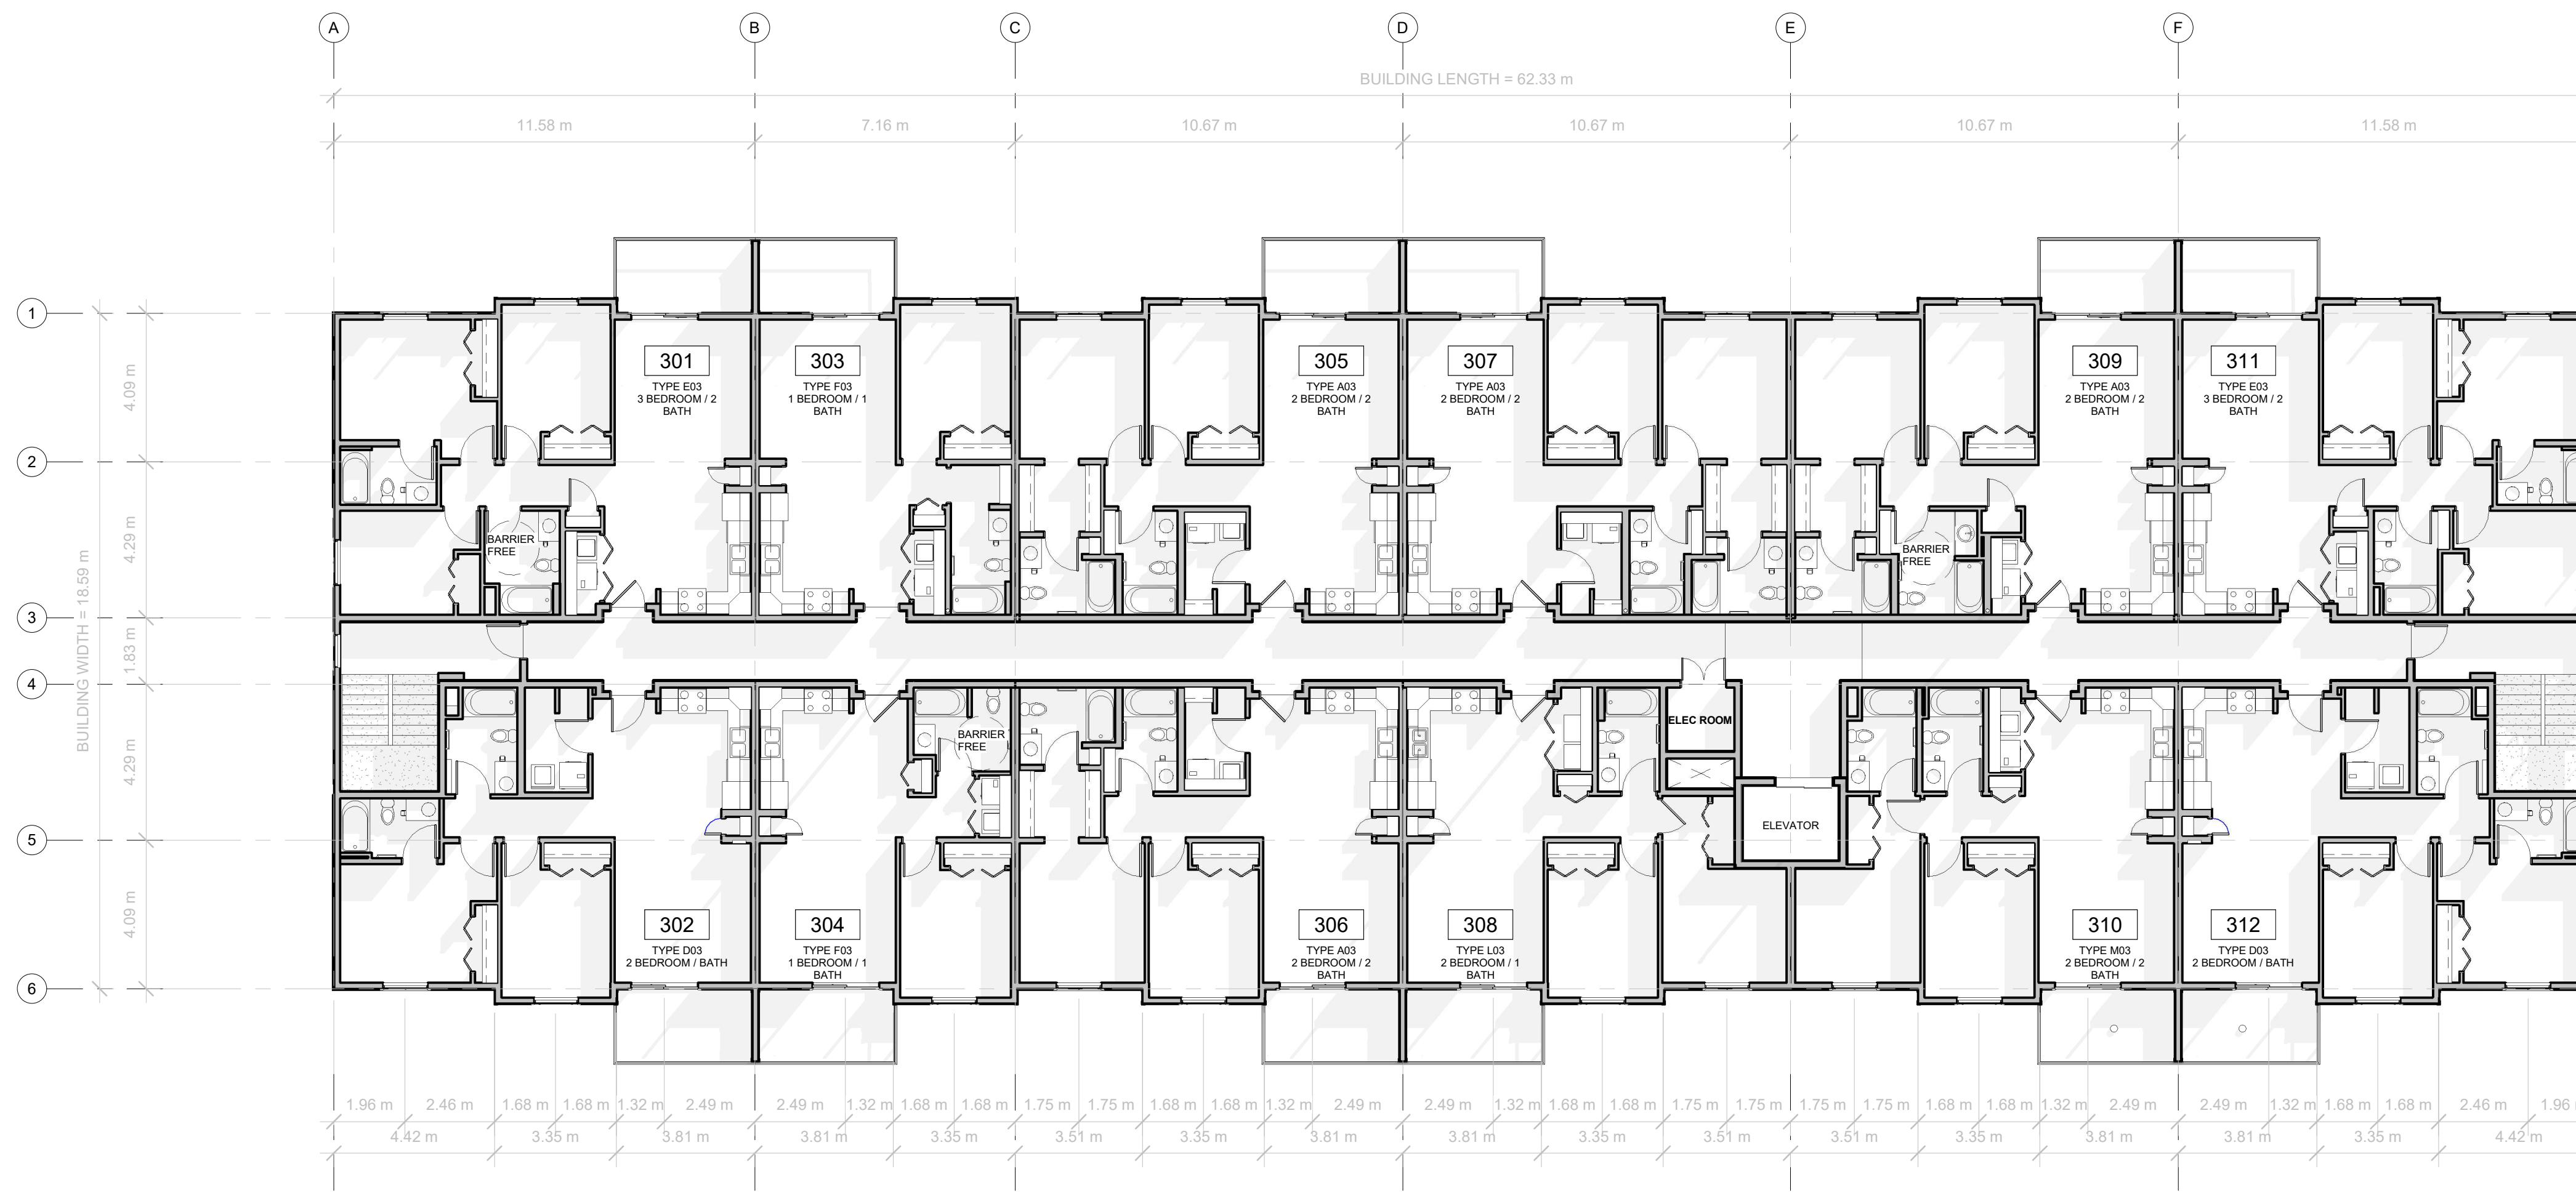 A B C D E F
BUILDING LENGTH = 62.33 m
11.58 m 7.16 m 10.67 m 10.67 m 10.67 m 11.58 m
1
2
3
4
5
6
BUILDING WIDTH = 18.59 m
4.09 m
4.29 m
1.83 m
4.29 m
4.09 m
301
TYPE E03
3 BEDROOM / 2
BATH
303
TYPE F03
1 BEDROOM / 1
BATH
305
TYPE A03
2 BEDROOM / 2
BATH
307
TYPE A03
2 BEDROOM / 2
BATH
309
TYPE A03
2 BEDROOM / 2
BATH
311
TYPE E03
3 BEDROOM / 2
BATH
BARRIER
FREE
BARRIER
FREE
BARRIER
FREE
ELEC ROOM
ELEVATOR
302
TYPE D03
2 BEDROOM / BATH
304
TYPE F03
1 BEDROOM / 1
BATH
306
TYPE A03
2 BEDROOM / 2
BATH
308
TYPE L03
2 BEDROOM / 1
BATH
310
TYPE M03
2 BEDROOM / 2
BATH
312
TYPE D03
2 BEDROOM / BATH
1.96 m 2.46 m 1.68 m 1.68 m 1.32 m 2.49 m 2.49 m 1.32 m 1.68 m 1.68 m 1.75 m 1.75 m 1.68 m 1.68 m 1.32 m 2.49 m 2.49 m 1.32 m 1.68 m 1.68 m 1.75 m 1.75 m 1.75 m 1.75 m 1.68 m 1.68 m 1.32 m 2.49 m 2.49 m 1.32 m 1.68 m 1.68 m 2.46 m 1.96
4.42 m 3.35 m 3.81 m 3.81 m 3.35 m 3.51 m 3.35 m 3.81 m 3.81 m 3.35 m 3.51 m 3.51 m 3.35 m 3.81 m 3.81 m 3.35 m 4.42 m